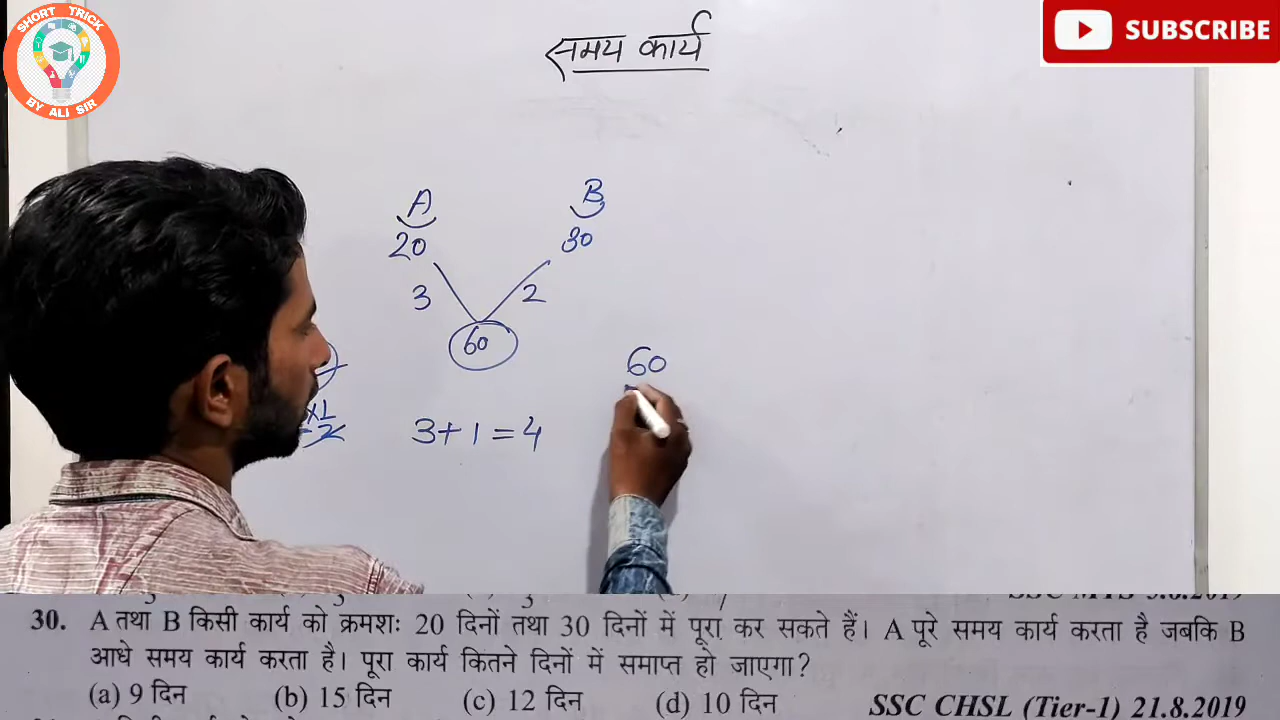 SHORT TRICK
BY ALI SIR
SUBSCRIBE
समय कार्य
A B
20 30
3 2
60
60
x1
3+1=4
30. A तथा B किसी कार्य को क्रमशः 20 दिनों तथा 30 दिनों में पूरा कर सकते हैं। A पूरे समय कार्य करता है जबकि B
आधे समय कार्य करता है। पूरा कार्य कितने दिनों में समाप्त हो जाएगा?
(a) 9 दिन (b) 15 दिन (c) 12 दिन (d) 10 दिन SSC CHSL (Tier-1) 21.8.2019